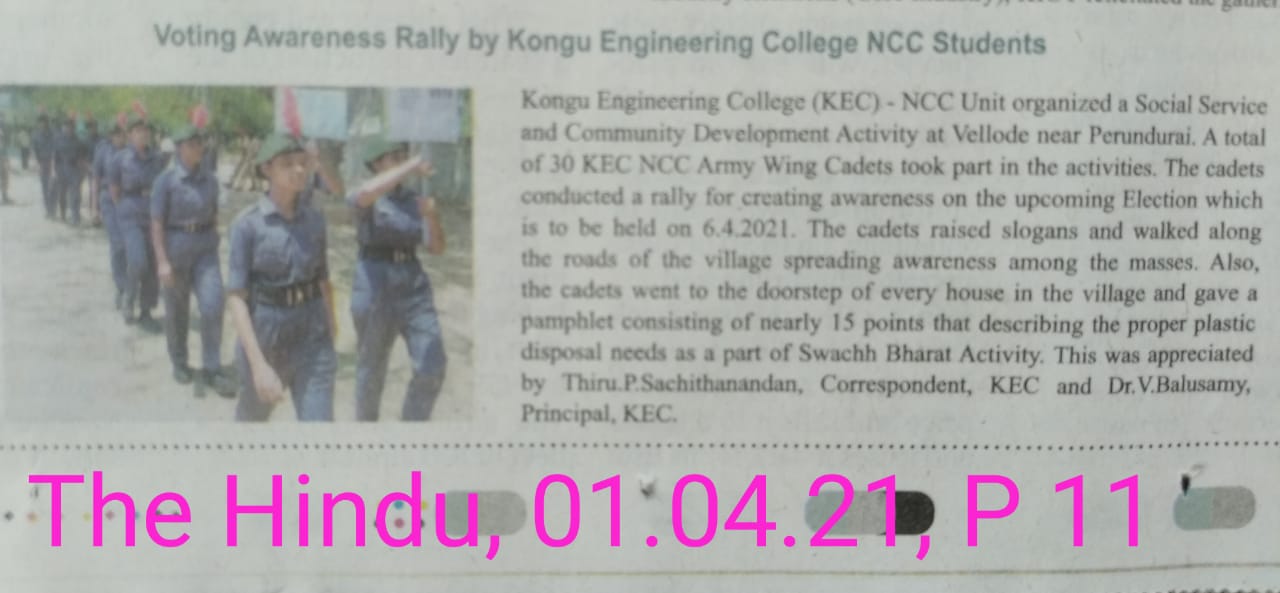 Voting Awareness Rally by Kongu Engineering College NCC Students
Kongu Engineering College (KEC) - NCC Unit organized a Social Service
and Community Development Activity at Vellode near Perundurai. A total
of 30 KEC NCC Army Wing Cadets took part in the activities. The cadets
conducted a rally for creating awareness on the upcoming Election which
is to be held on 6.4.2021. The cadets raised slogans and walked along
the roads of the village spreading awareness among the masses. Also,
the cadets went to the doorstep of every house in the village and gave a
pamphlet consisting of nearly 15 points that describing the proper plastic
disposal needs as a part of Swachh Bharat Activity. This was appreciated
by Thiru.P.Sachithanandan, Correspondent, KEC and Dr.V.Balusamy,
Principal, KEC.
The Hindu, 01.04.21, P 11